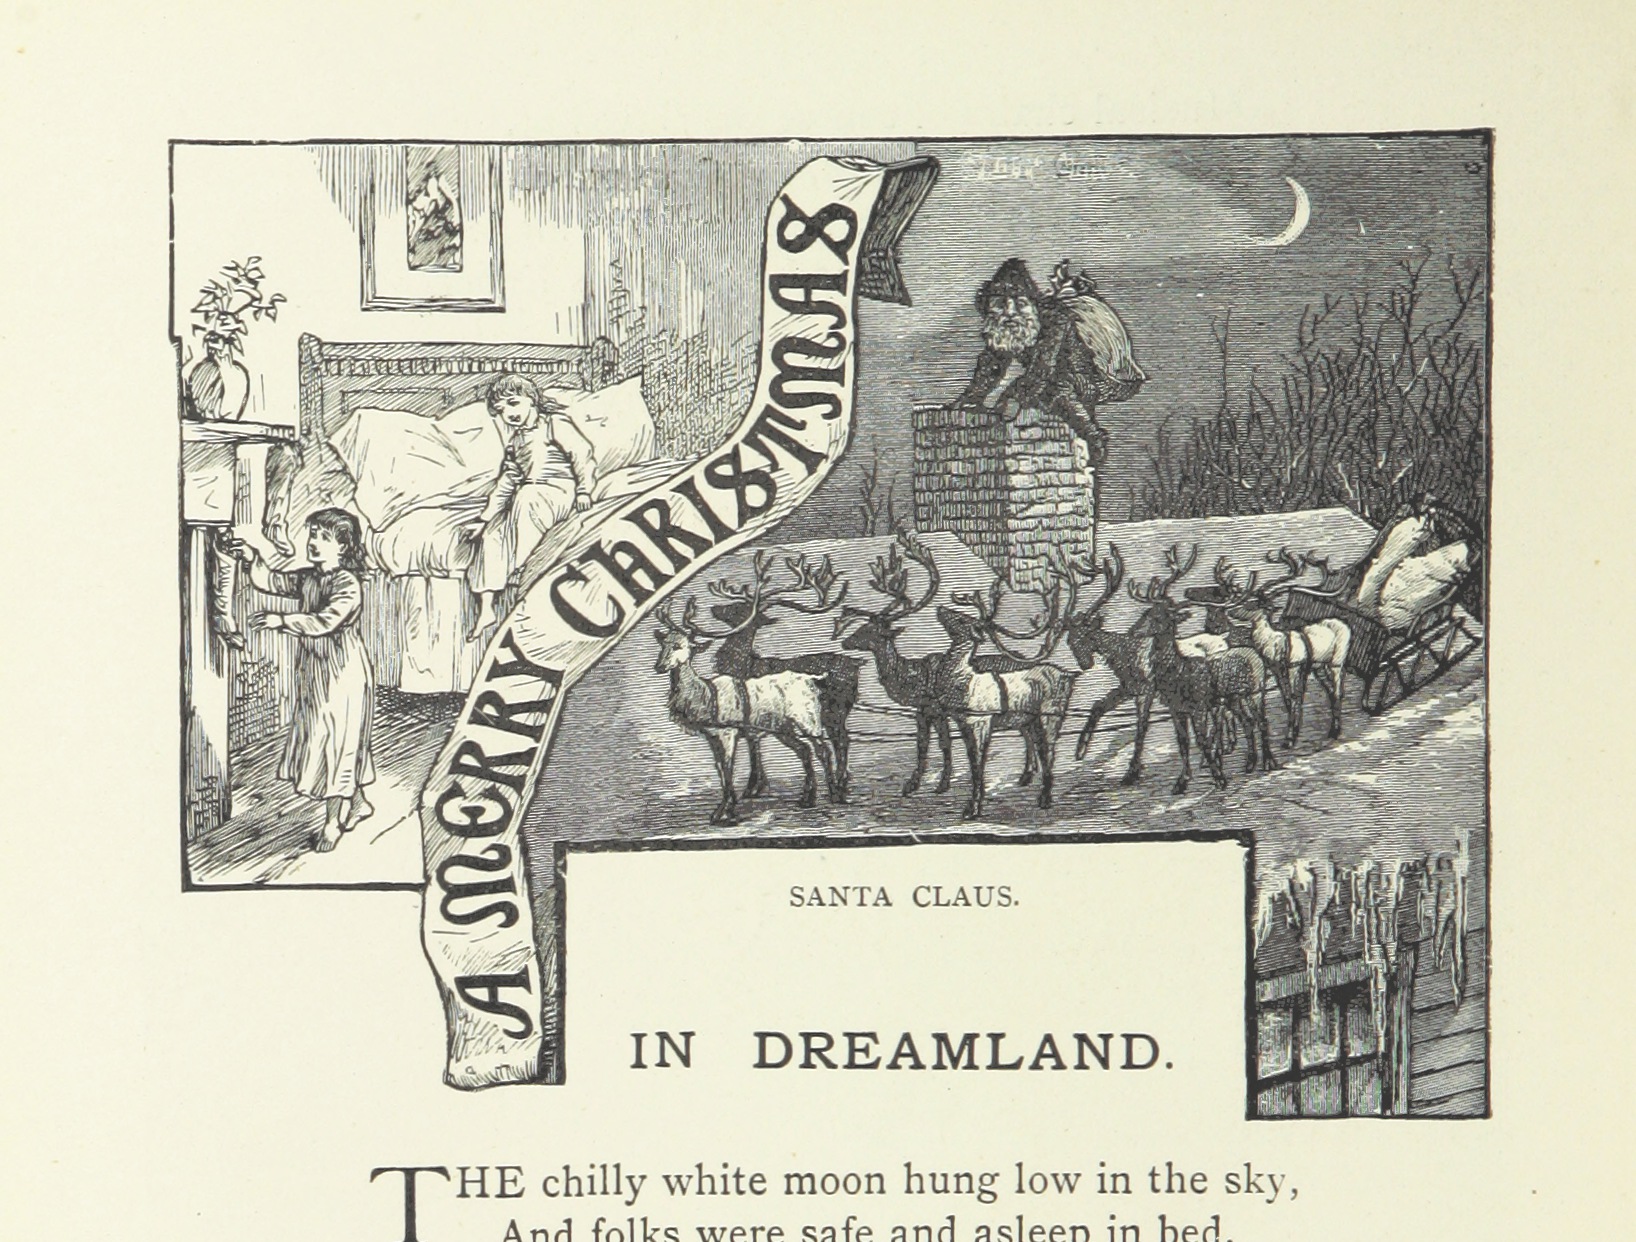 A MERRY CHRISTMAS
SANTA CLAUS.
IN DREAMLAND.
THE chilly white moon hung low in the sky,
And folks were safe and asleep in bed.